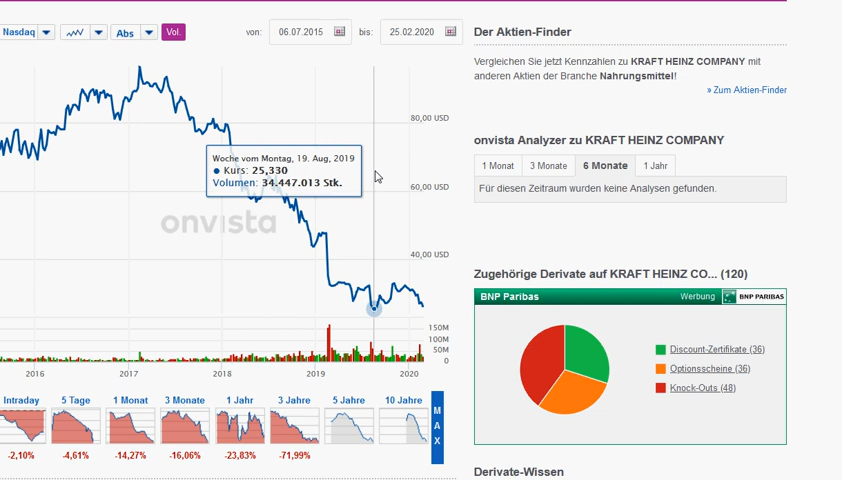 Nasdaq
Abs
Vol.
von:
06.07.2015
bis:
25.02.2020
80,00 USD
60,00 USD
40,00 USD
Woche vom Montag, 19. Aug, 2019
Kurs: 25,330
Volumen: 34.447.013 Stk.
onvista
150M
100M
50M
0
2016
2017
2018
2019
2020
Intraday
5 Tage
1 Monat
3 Monate
1 Jahr
3 Jahre
5 Jahre
10 Jahre
MAX
-2,10%
-4,61%
-14,27%
-16,06%
-23,83%
-71,99%
Der Aktien-Finder
Vergleichen Sie jetzt Kennzahlen zu KRAFT HEINZ COMPANY mit
anderen Aktien der Branche Nahrungsmittel!
» Zum Aktien-Finder
onvista Analyzer zu KRAFT HEINZ COMPANY
1 Monat
3 Monate
6 Monate
1 Jahr
Für diesen Zeitraum wurden keine Analysen gefunden.
Zugehörige Derivate auf KRAFT HEINZ CO... (120)
BNP Paribas
Werbung
BNP PARIBAS
Discount-Zertifikate (36)
Optionsscheine (36)
Knock-Outs (48)
Derivate-Wissen